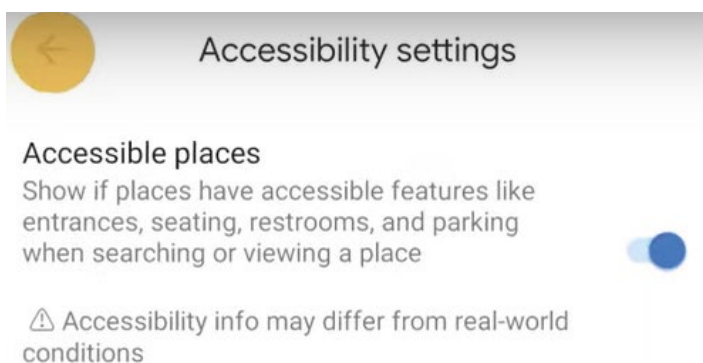 Accessibility settings
Accessible places
Show if places have accessible features like
entrances, seating, restrooms, and parking
when searching or viewing a place
⚠ Accessibility info may differ from real-world
conditions